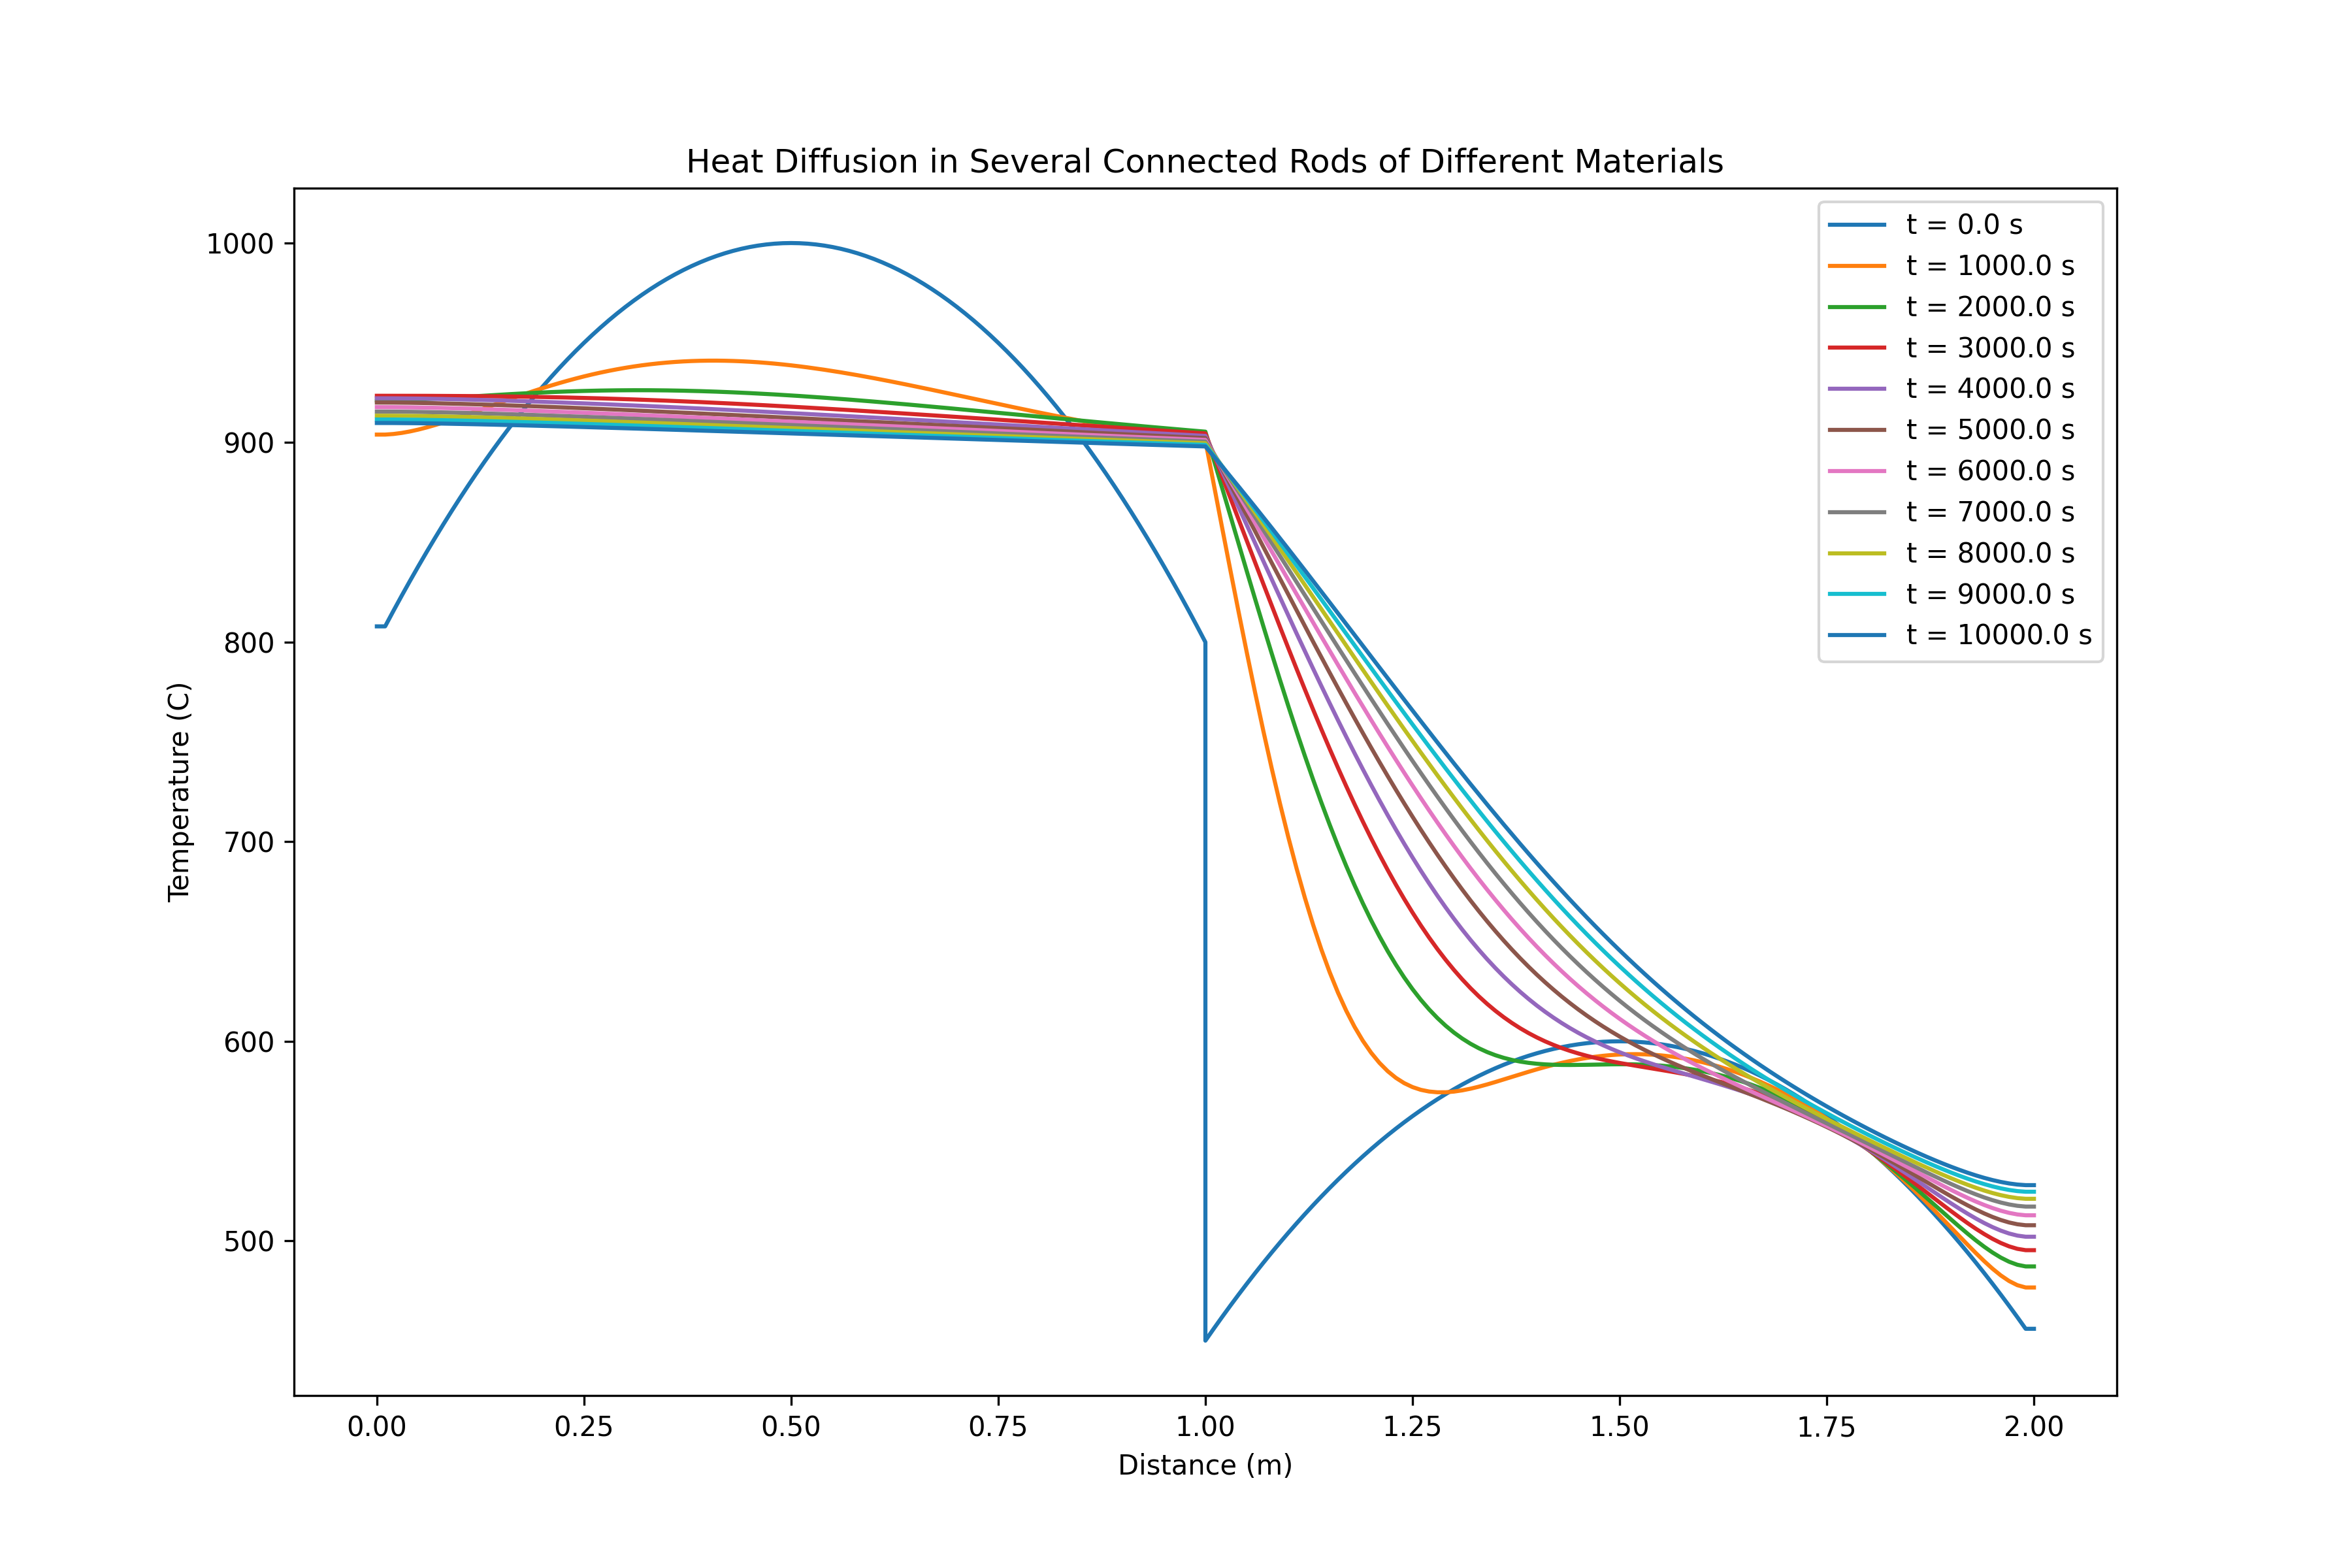 Heat Diffusion in Several Connected Rods of Different Materials
t = 0.0 s
t = 1000.0 s
t = 2000.0 s
t = 3000.0 s
t = 4000.0 s
t = 5000.0 s
t = 6000.0 s
t = 7000.0 s
t = 8000.0 s
t = 9000.0 s
t = 10000.0 s
Temperature (C)
1000
900
800
700
600
500
0.00 0.25 0.50 0.75 1.00 1.25 1.50 1.75 2.00
Distance (m)